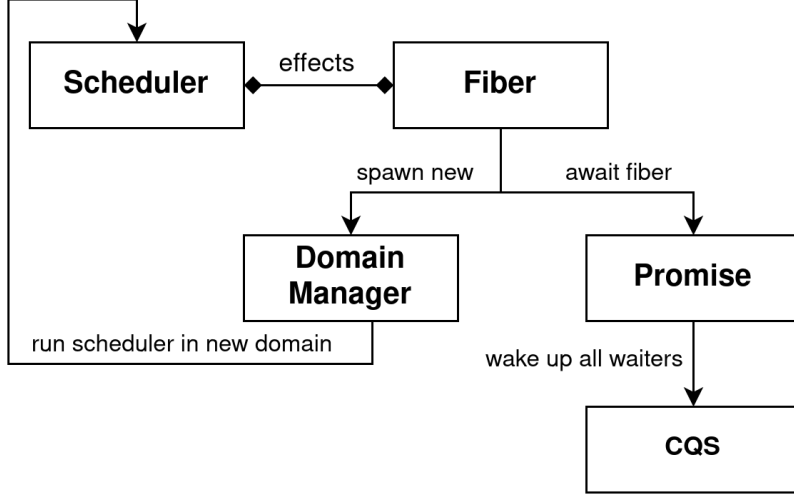 effects
Scheduler
Fiber
spawn new
await fiber
Domain
Manager
Promise
run scheduler in new domain
wake up all waiters
CQS